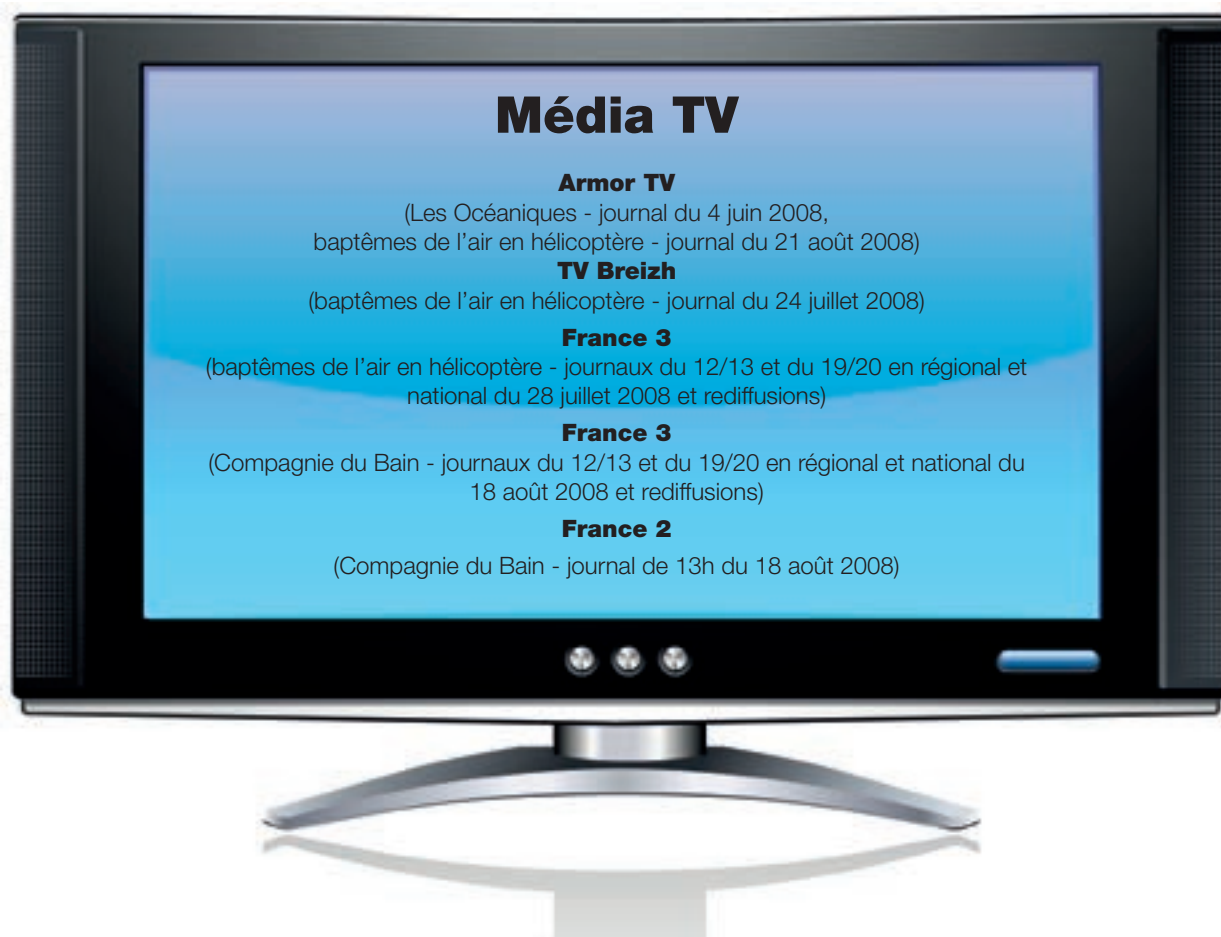 Média TV
Armor TV
(Les Océaniques - journal du 4 juin 2008,
baptêmes de l’air en hélicoptère - journal du 21 août 2008)
TV Breizh
(baptêmes de l’air en hélicoptère - journal du 24 juillet 2008)
France 3
(baptêmes de l’air en hélicoptère - journaux du 12/13 et du 19/20 en régional et
national du 28 juillet 2008 et rediffusions)
France 3
(Compagnie du Bain - journaux du 12/13 et du 19/20 en régional et national du
18 août 2008 et rediffusions)
France 2
(Compagnie du Bain - journal de 13h du 18 août 2008)